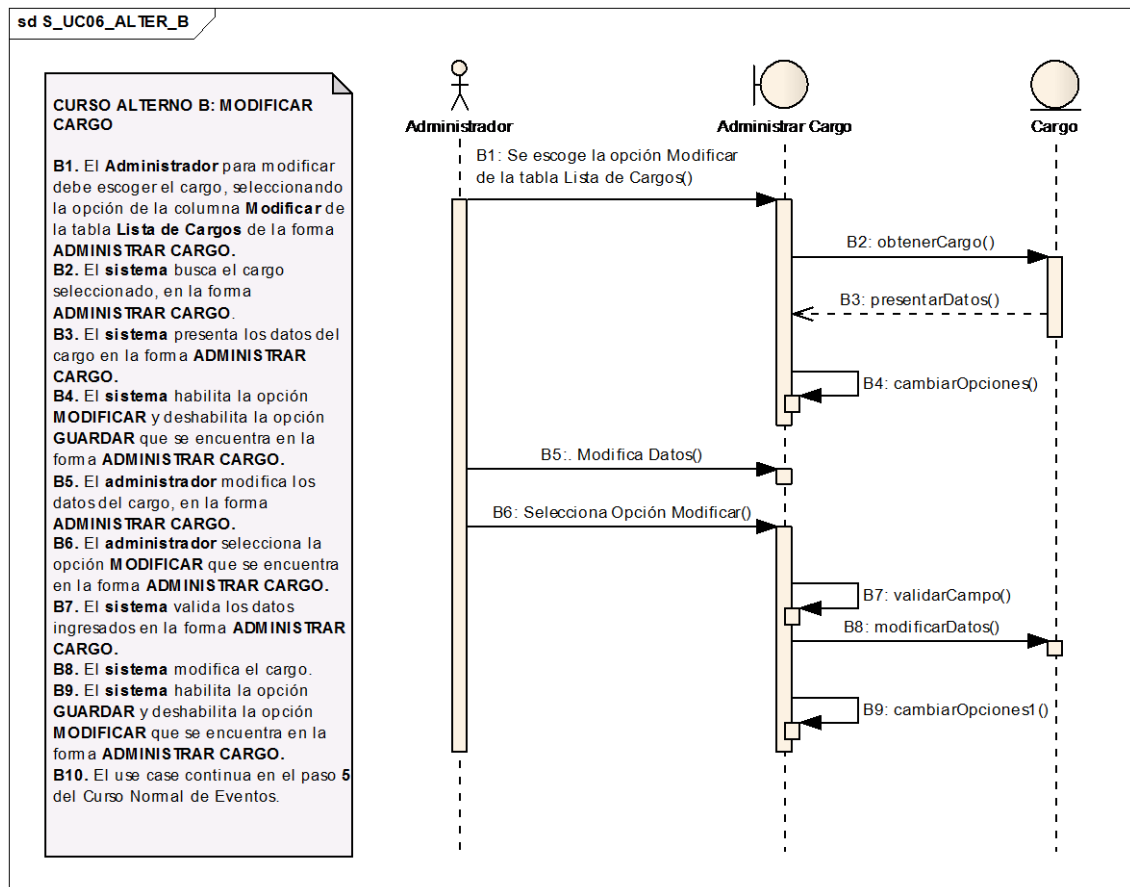 sd S_UC06_ALTER_B
CURSO ALTERNO B: MODIFICAR
CARGO
B1. El Administrador para modificar
debe escoger el cargo, seleccionando
la opción de la columna Modificar de
la tabla Lista de Cargos de la forma
ADMINISTRAR CARGO.
B2. El sistema busca el cargo
seleccionado, en la forma
ADMINISTRAR CARGO.
B3. El sistema presenta los datos del
cargo en la forma ADMINISTRAR
CARGO.
B4. El sistema habilita la opción
MODIFICAR y deshabilita la opción
GUARDAR que se encuentra en la
forma ADMINISTRAR CARGO.
B5. El administrador modifica los
datos del cargo, en la forma
ADMINISTRAR CARGO.
B6. El administrador selecciona la
opción MODIFICAR que se encuentra
en la forma ADMINISTRAR CARGO.
B7. El sistema valida los datos
ingresados en la forma ADMINISTRAR
CARGO.
B8. El sistema modifica el cargo.
B9. El sistema habilita la opción
GUARDAR y deshabilita la opción
MODIFICAR que se encuentra en la
forma ADMINISTRAR CARGO.
B10. El use case continua en el paso 5
del Curso Normal de Eventos.
Administrador
Administrar Cargo
Cargo
B1: Se escoge la opción Modificar
de la tabla Lista de Cargos()
B2: obtenerCargo()
B3: presentarDatos()
B4: cambiarOpciones()
B5:. Modifica Datos()
B6: Selecciona Opción Modificar()
B7: validarCampo()
B8: modificarDatos()
B9: cambiarOpciones1()